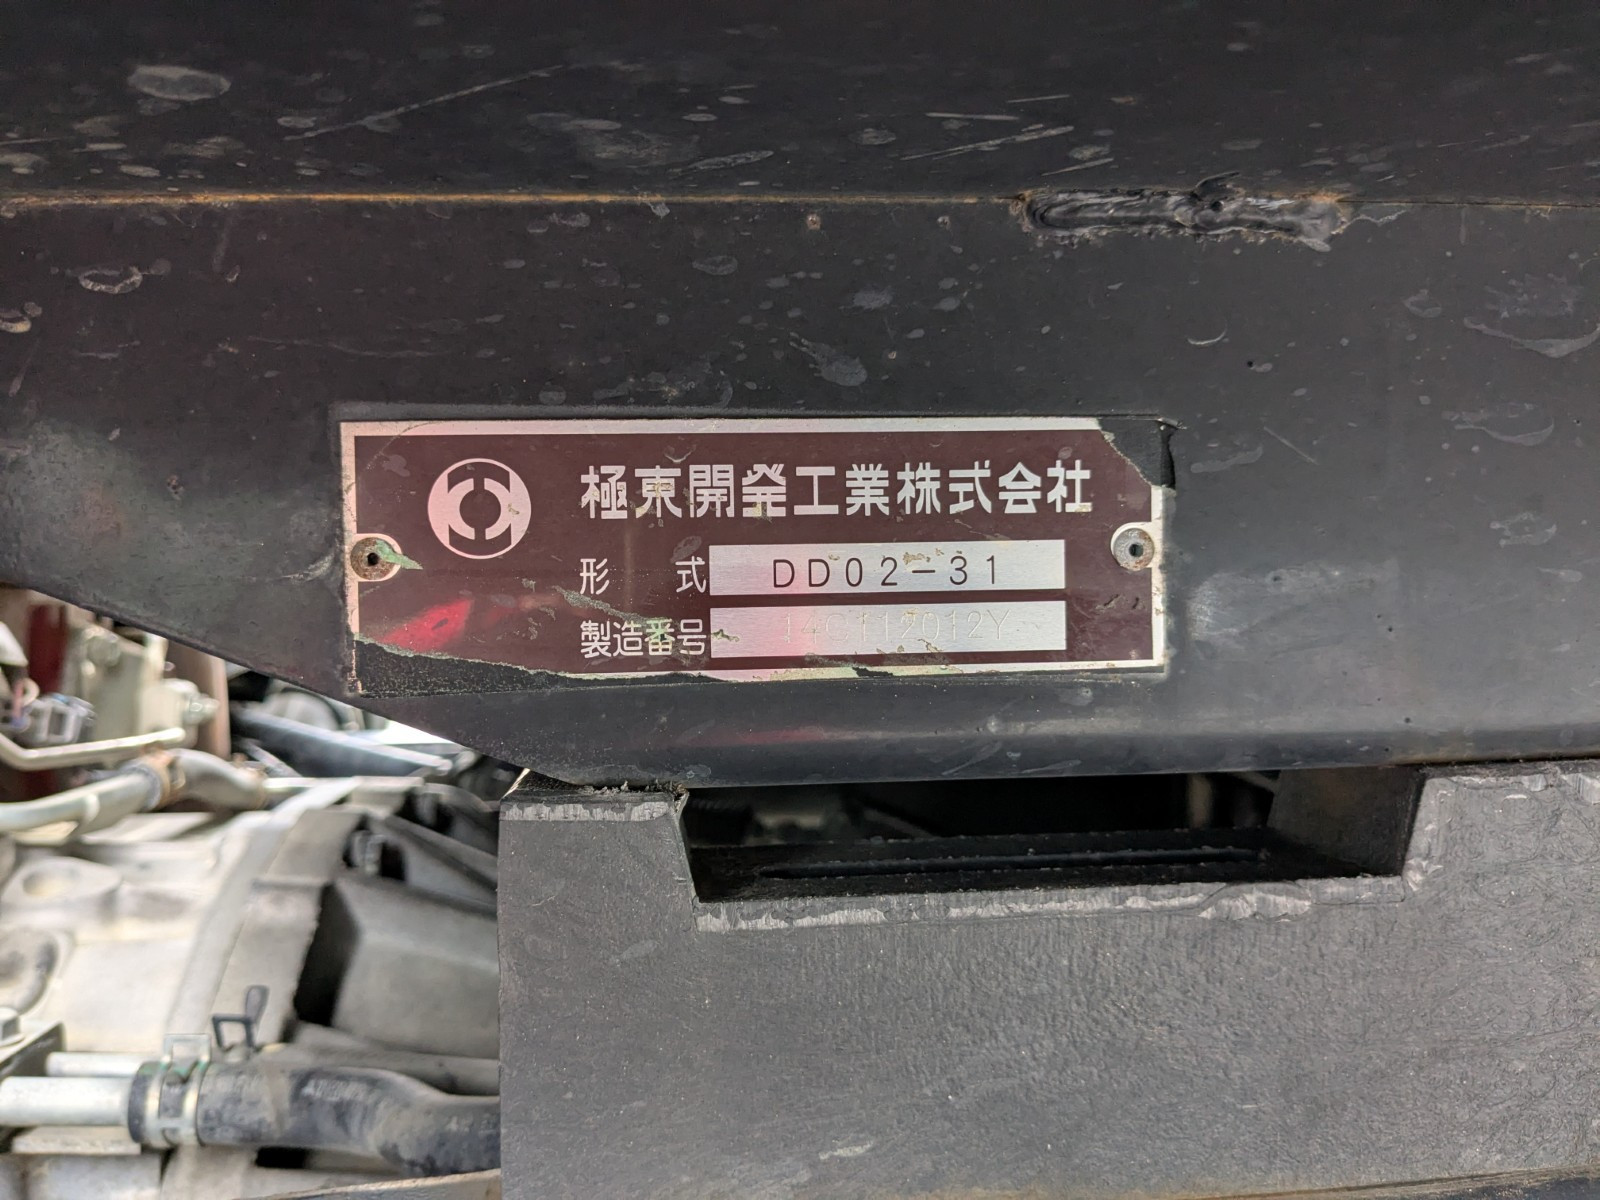 極東開発工業株式会社
形 式 DD02-31
製造番号 14C112012Y